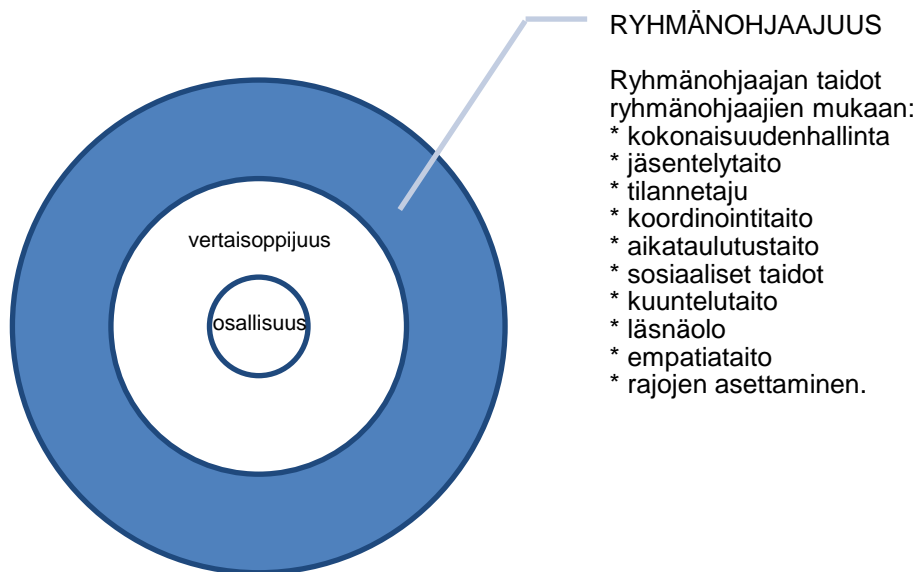 RYHMÄNOHJAAJUUS
Ryhmänohjaajan taidot
ryhmänohjaajien mukaan:
* kokonaisuudenhallinta
* jäsentelytaito
* tilannetaju
* koordinointitaito
* aikataulutustaito
* sosiaaliset taidot
* kuuntelutaito
* läsnäolo
* empatiataito
* rajojen asettaminen.
vertaisoppijuus
osallisuus